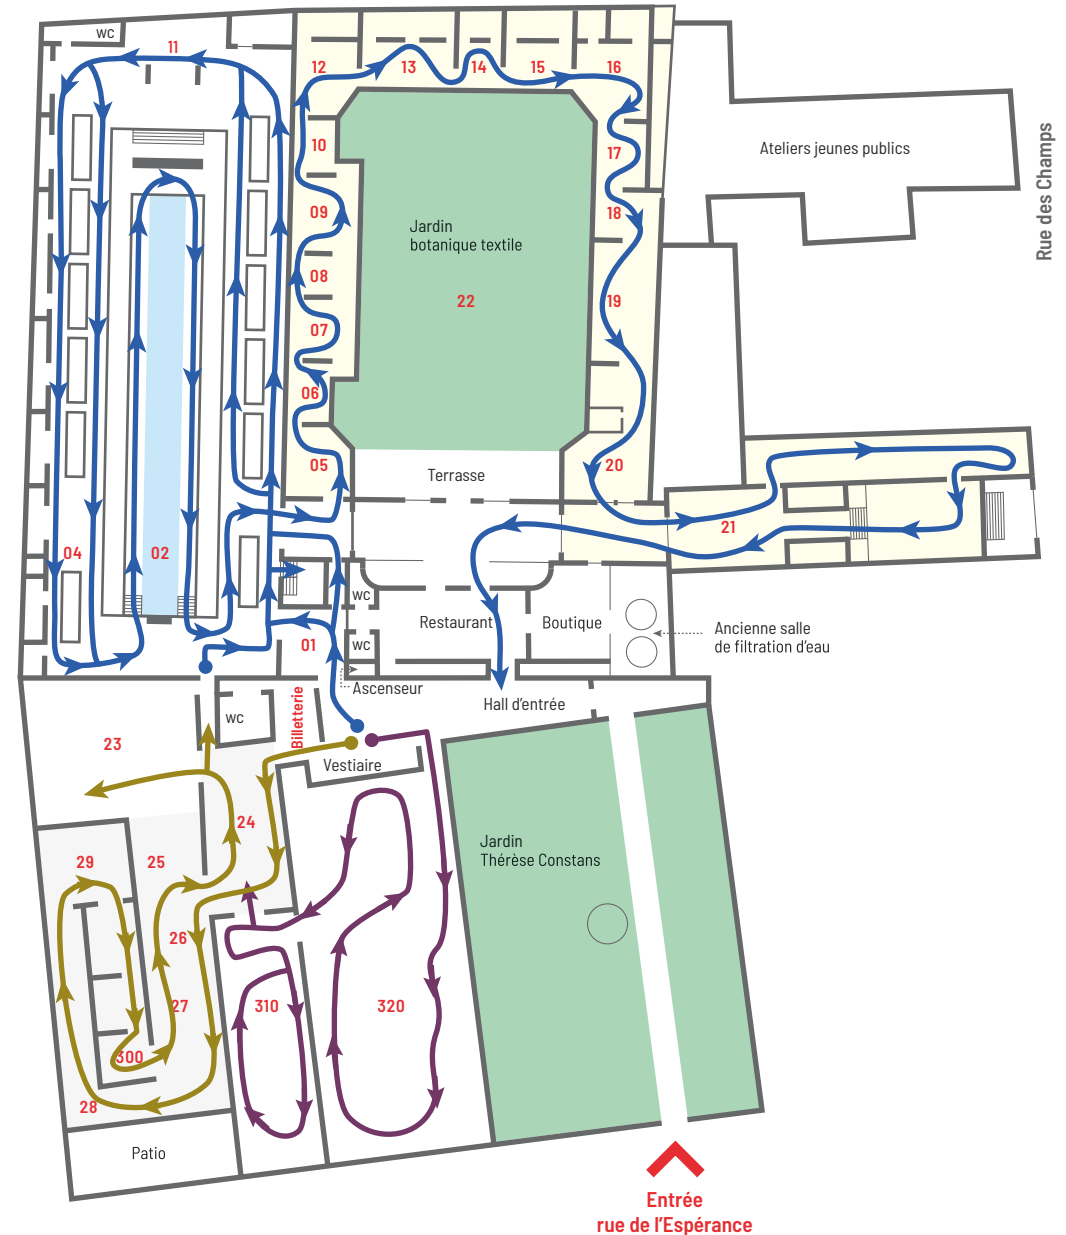 WC
11
12
13
14
15
16
Ateliers jeunes publics
Rue des Champs
10
17
09
18
Jardin
botanique textile
08
22
19
07
06
05
Terrasse
20
21
04
02
WC
Restaurant
Boutique
Ancienne salle
de filtration d'eau
01
WC
Ascenseur
Hall d'entrée
WC
Billetterie
23
Vestiaire
24
Jardin
Thérèse Constans
29
25
26
27
310
320
300
28
Patio
Entrée
rue de l'Espérance